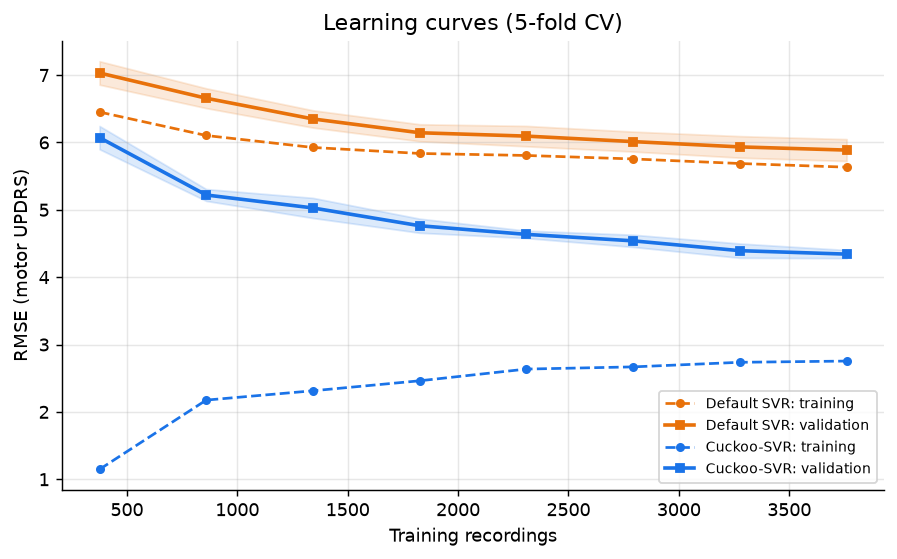 Learning curves (5-fold CV)
RMSE (motor UPDRS)
7
6
5
4
3
2
1
500 1000 1500 2000 2500 3000 3500
Training recordings
Default SVR: training
Default SVR: validation
Cuckoo-SVR: training
Cuckoo-SVR: validation